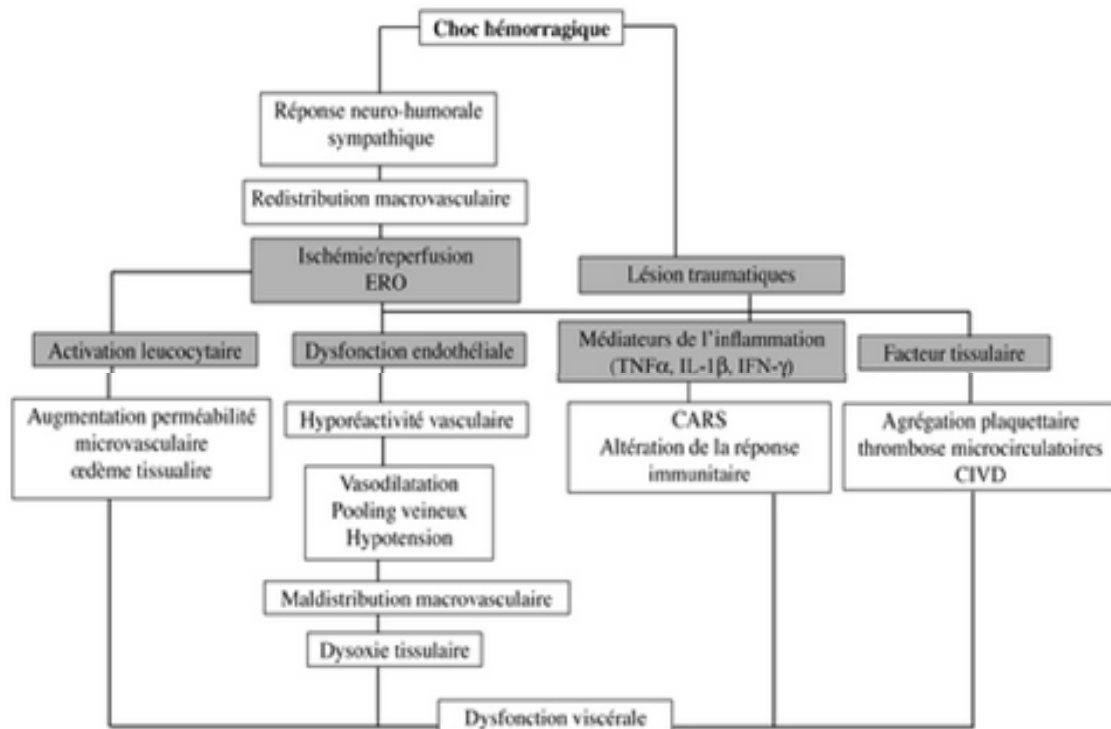 Choc hémorragique
Réponse neuro-humorale
sympathique
Redistribution macrovasculaire
Ischémie/reperfusion
ERO
Lésion traumatiques
Activation leucocytaire
Dysfonction endothéliale
Médiateurs de l'inflammation
(TNFα, IL-1β, IFN-γ)
Facteur tissulaire
Augmentation perméabilité
microvasculaire
œdème tissualire
Hyporéactivité vasculaire
CARS
Altération de la réponse
immunitaire
Agrégation plaquettaire
thrombose microcirculatoires
CIVD
Vasodilatation
Pooling veineux
Hypotension
Maldistribution macrovasculaire
Dysoxie tissulaire
Dysfonction viscérale